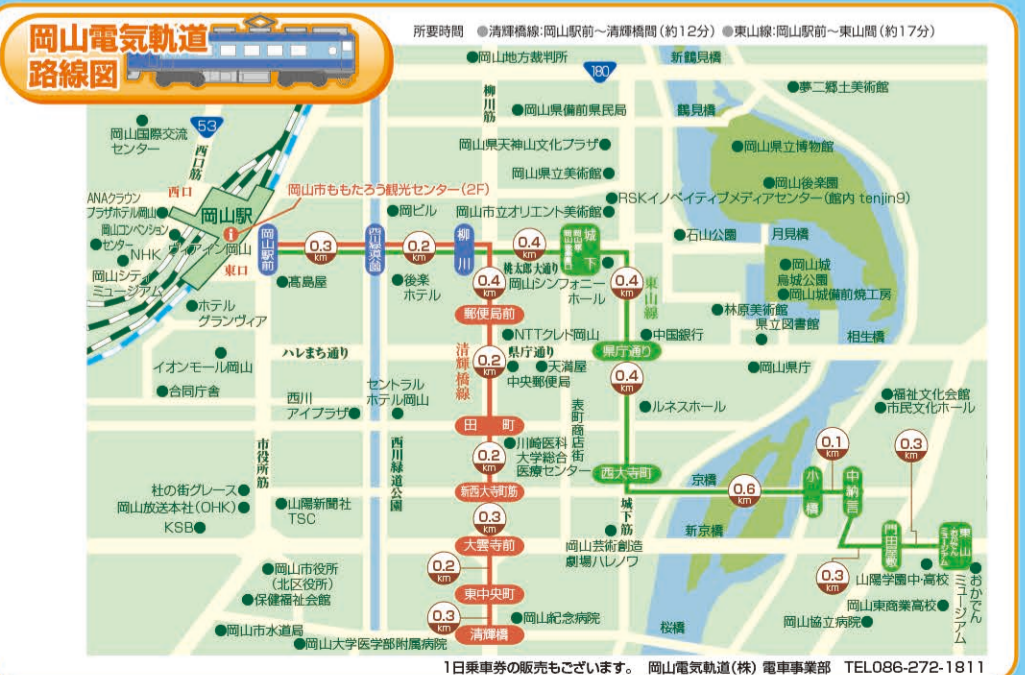 岡山電気軌道
路線図
所要時間 ●清輝橋線:岡山駅前〜清輝橋間(約12分) ●東山線:岡山駅前〜東山間(約17分)
岡山地方裁判所
180
新鶴見橋
夢二郷土美術館
53
岡山国際交流
センター
西口筋
柳川筋
岡山県備前県民局
鶴見橋
岡山県天神山文化プラザ
岡山県立博物館
西口
岡山市ももたろう観光センター(2F)
岡山県立美術館
岡山後楽園
ANAクラウン
プラザホテル岡山
岡山駅
岡ビル
岡山市立オリエント美術館
RSKイノベイティブメディアセンター(館内 tenjin9)
岡山コンベンション
センター
NHK
ヴィアイン岡山
東口
岡山駅前
0.3
km
西川緑道公園
0.2
km
柳川
0.4
km
城下
石山公園
月見橋
岡山シティ
ミュージアム
髙島屋
後楽
ホテル
0.4
km
桃太郎大通り
岡山シンフォニー
ホール
0.4
km
東山線
岡山城
烏城公園
岡山城備前焼工房
ホテル
グランヴィア
郵便局前
林原美術館
県立図書館
NTTクレド岡山
中国銀行
相生橋
ハレまち通り
清輝橋線
0.2
km
県庁通り
県庁通り
イオンモール岡山
天満屋
中央郵便局
岡山県庁
合同庁舎
西川
アイプラザ
セントラル
ホテル岡山
0.4
km
福祉文化会館
市民文化ホール
ルネスホール
表町商店街
田町
市役所筋
西川緑道公園
0.2
km
川崎医科
大学総合
医療センター
西大寺町
京橋
0.6
km
小橋
0.1
km
中納言
0.3
km
杜の街グレース
岡山放送本社(OHK)
KSB
山陽新聞社
TSC
新西大寺町筋
城下筋
新京橋
0.3
km
大雲寺前
岡山芸術創造
劇場ハレノワ
門田屋敷
東山
おかでんミュージアム
おかでんミュージアム
0.2
km
0.3
km
山陽学園中・高校
岡山市役所
(北区役所)
保健福祉会館
東中央町
岡山東商業高校
0.3
km
岡山紀念病院
岡山協立病院
岡山市水道局
岡山大学医学部附属病院
清輝橋
桜橋
1日乗車券の販売もございます。 岡山電気軌道(株) 電車事業部 TEL086-272-1811